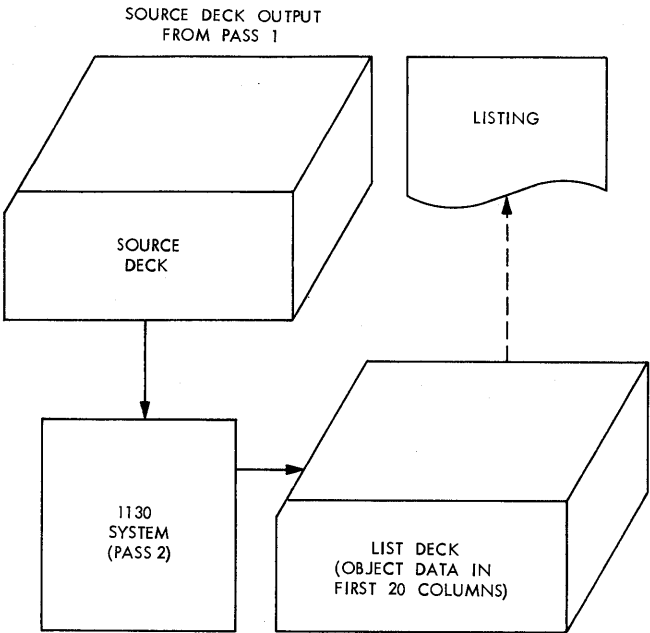 SOURCE DECK OUTPUT
FROM PASS 1
LISTING
SOURCE
DECK
1130
SYSTEM
(PASS 2)
LIST DECK
(OBJECT DATA IN
FIRST 20 COLUMNS)